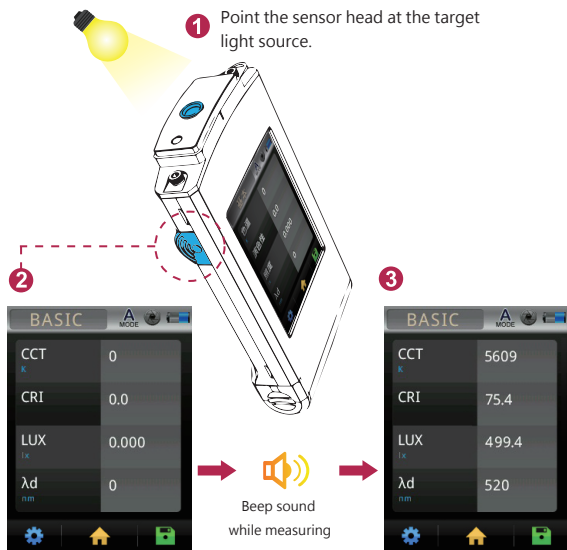 1 Point the sensor head at the target
light source.
2
BASIC A MODE
CCT K 0
CRI 0.0
LUX lx 0.000
λd nm 0
Beep sound
while measuring
3
BASIC A MODE
CCT K 5609
CRI 75.4
LUX lx 499.4
λd nm 520